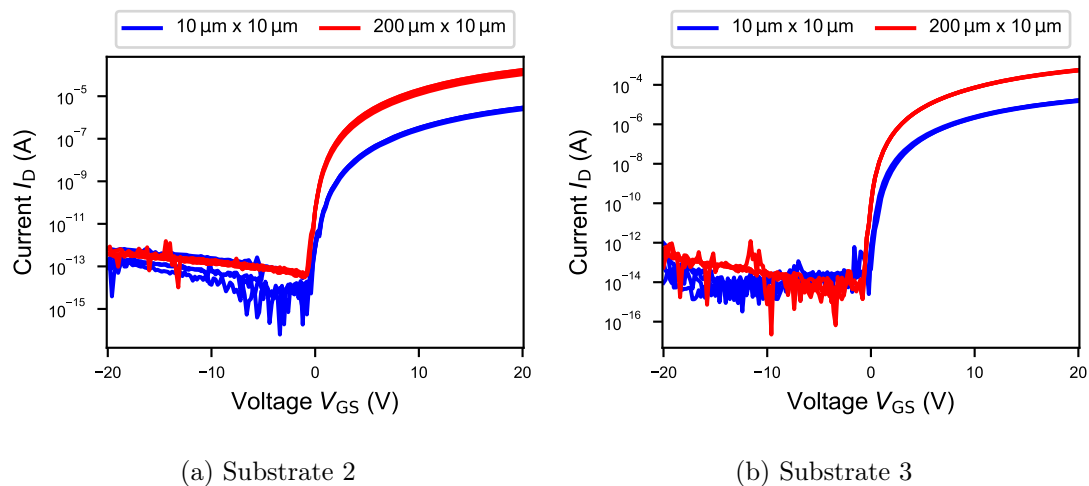 10 µm x 10 µm 200 µm x 10 µm
10⁻⁵
10⁻⁷
10⁻⁹
10⁻¹¹
10⁻¹³
10⁻¹⁵
Current I_D (A)
−20 −10 0 10 20
Voltage V_GS (V)
(a) Substrate 2
10 µm x 10 µm 200 µm x 10 µm
10⁻⁴
10⁻⁶
10⁻⁸
10⁻¹⁰
10⁻¹²
10⁻¹⁴
10⁻¹⁶
Current I_D (A)
−20 −10 0 10 20
Voltage V_GS (V)
(b) Substrate 3